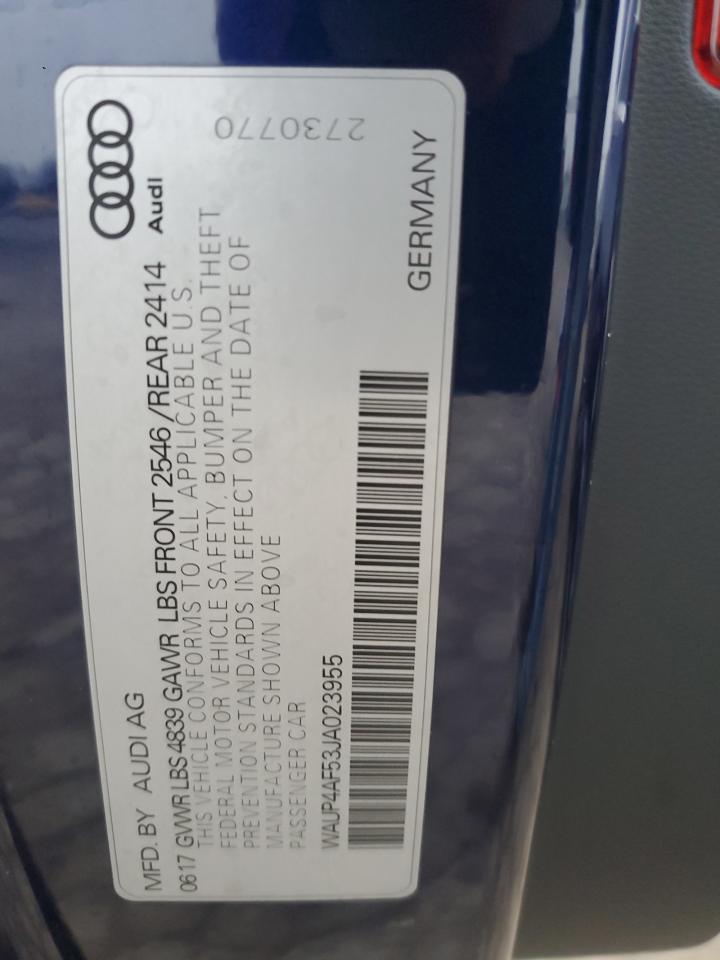 MFD. BY AUDI AG
Audi
0617 GVWR LBS 4839 GAWR LBS FRONT 2546 /REAR 2414
THIS VEHICLE CONFORMS TO ALL APPLICABLE U.S.
FEDERAL MOTOR VEHICLE SAFETY, BUMPER AND THEFT
PREVENTION STANDARDS IN EFFECT ON THE DATE OF
MANUFACTURE SHOWN ABOVE
PASSENGER CAR
2730770
WAUP4AF53JA023955
GERMANY